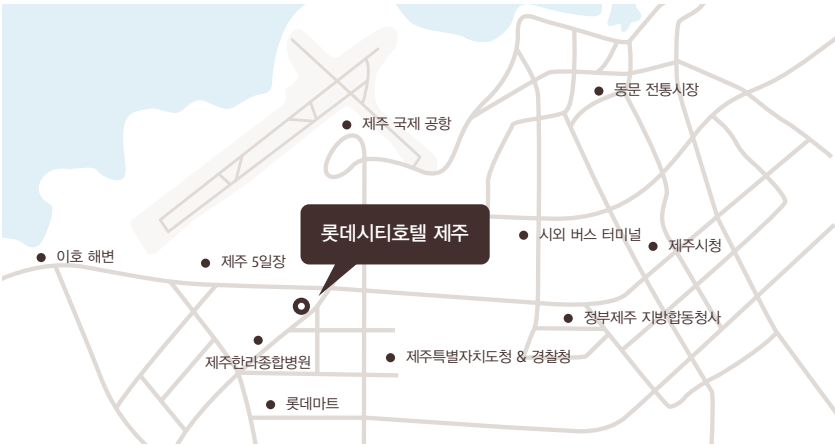 동문 전통시장
제주 국제 공항
롯데시티호텔 제주
시외 버스 터미널
제주시청
이호 해변
제주 5일장
정부제주 지방합동청사
제주한라종합병원
제주특별자치도청 & 경찰청
롯데마트